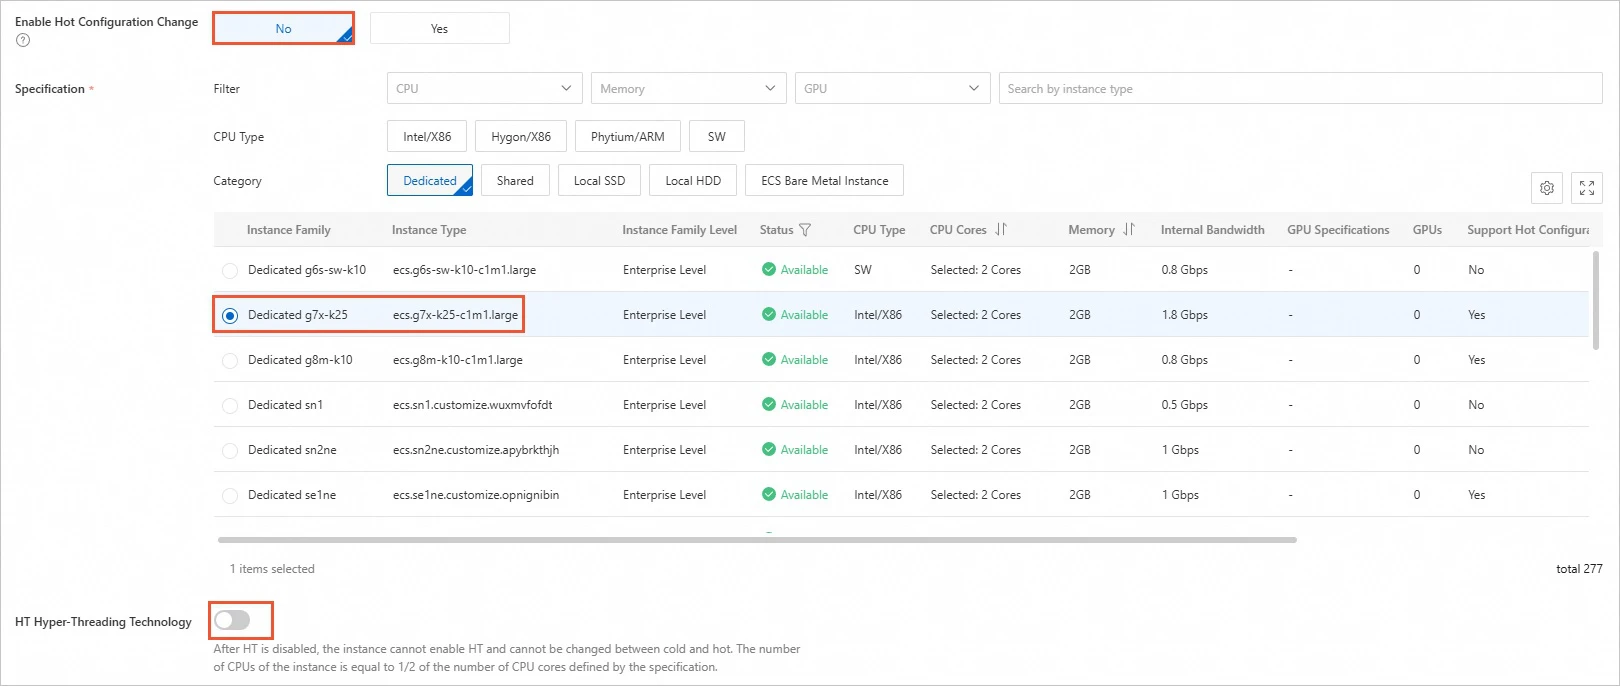 Enable Hot Configuration Change
?
No
Yes
Specification *
Filter
CPU
Memory
GPU
Search by instance type
CPU Type
Intel/X86
Hygon/X86
Phytium/ARM
SW
Category
Dedicated
Shared
Local SSD
Local HDD
ECS Bare Metal Instance
Instance Family Instance Type Instance Family Level Status CPU Type CPU Cores Memory Internal Bandwidth GPU Specifications GPUs Support Hot Configura
Dedicated g6s-sw-k10 ecs.g6s-sw-k10-c1m1.large Enterprise Level Available SW Selected: 2 Cores 2GB 0.8 Gbps - 0 No
Dedicated g7x-k25 ecs.g7x-k25-c1m1.large Enterprise Level Available Intel/X86 Selected: 2 Cores 2GB 1.8 Gbps - 0 Yes
Dedicated g8m-k10 ecs.g8m-k10-c1m1.large Enterprise Level Available Intel/X86 Selected: 2 Cores 2GB 0.8 Gbps - 0 Yes
Dedicated sn1 ecs.sn1.customize.wuxmvfofdt Enterprise Level Available Intel/X86 Selected: 2 Cores 2GB 0.5 Gbps - 0 No
Dedicated sn2ne ecs.sn2ne.customize.apybrkthjh Enterprise Level Available Intel/X86 Selected: 2 Cores 2GB 1 Gbps - 0 No
Dedicated se1ne ecs.se1ne.customize.opnignibin Enterprise Level Available Intel/X86 Selected: 2 Cores 2GB 1 Gbps - 0 Yes
1 items selected
total 277
HT Hyper-Threading Technology
After HT is disabled, the instance cannot enable HT and cannot be changed between cold and hot. The number
of CPUs of the instance is equal to 1/2 of the number of CPU cores defined by the specification.